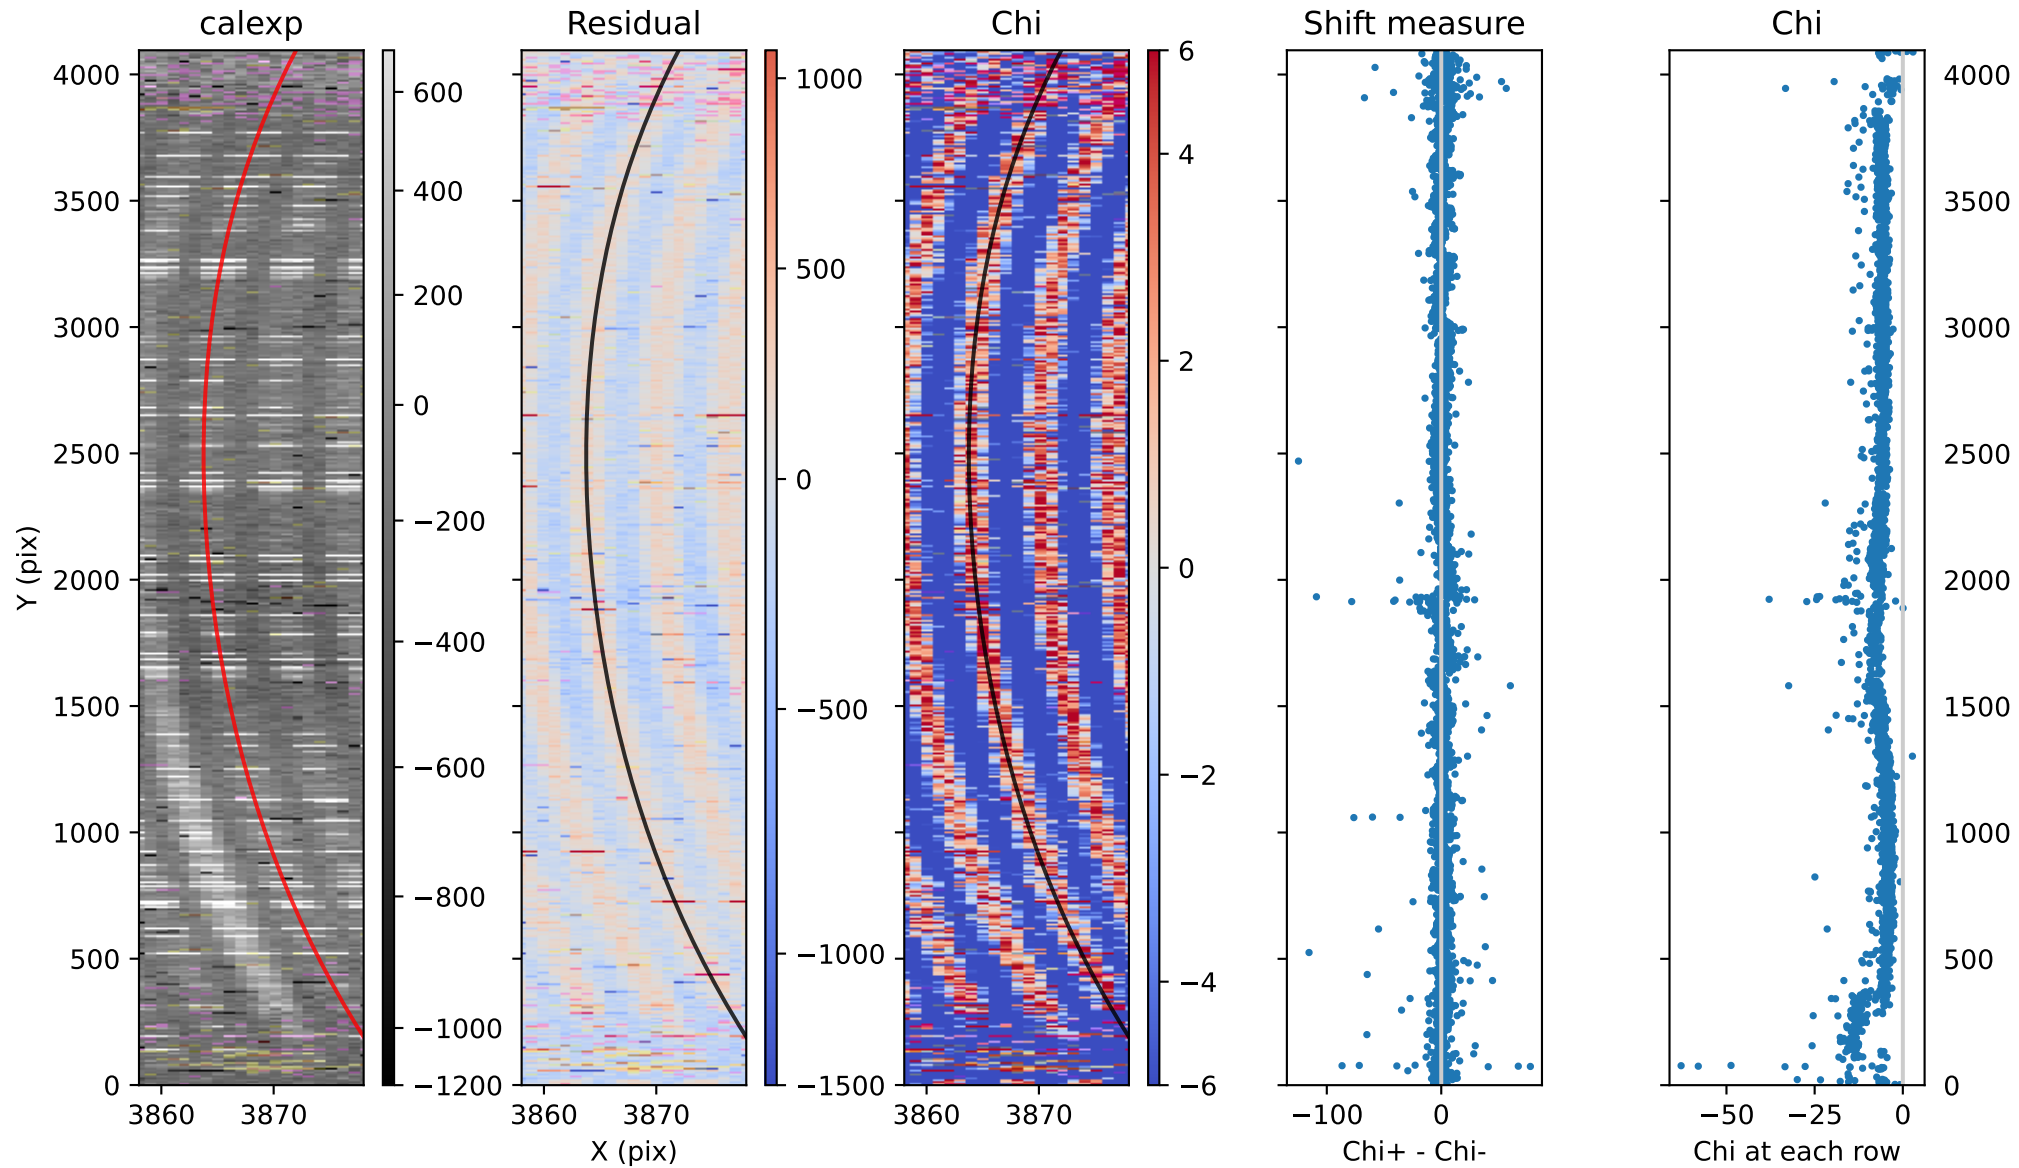 calexp Residual Chi Shift measure Chi
4000 600 1000 6 4000
3500 400 4 3500
3000 200 500 3000
2500 0 2 2500
2000 −200 0 0 2000
1500 −400 −500 −2 1500
1000 −600 1000
500 −800 −1000 −4 500
0 −1000 −1200 −1500 −6 0
3860 3870 3860 3870 3860 3870 −100 0 −50 −25 0
X (pix) Chi+ - Chi- Chi at each row
Y (pix)